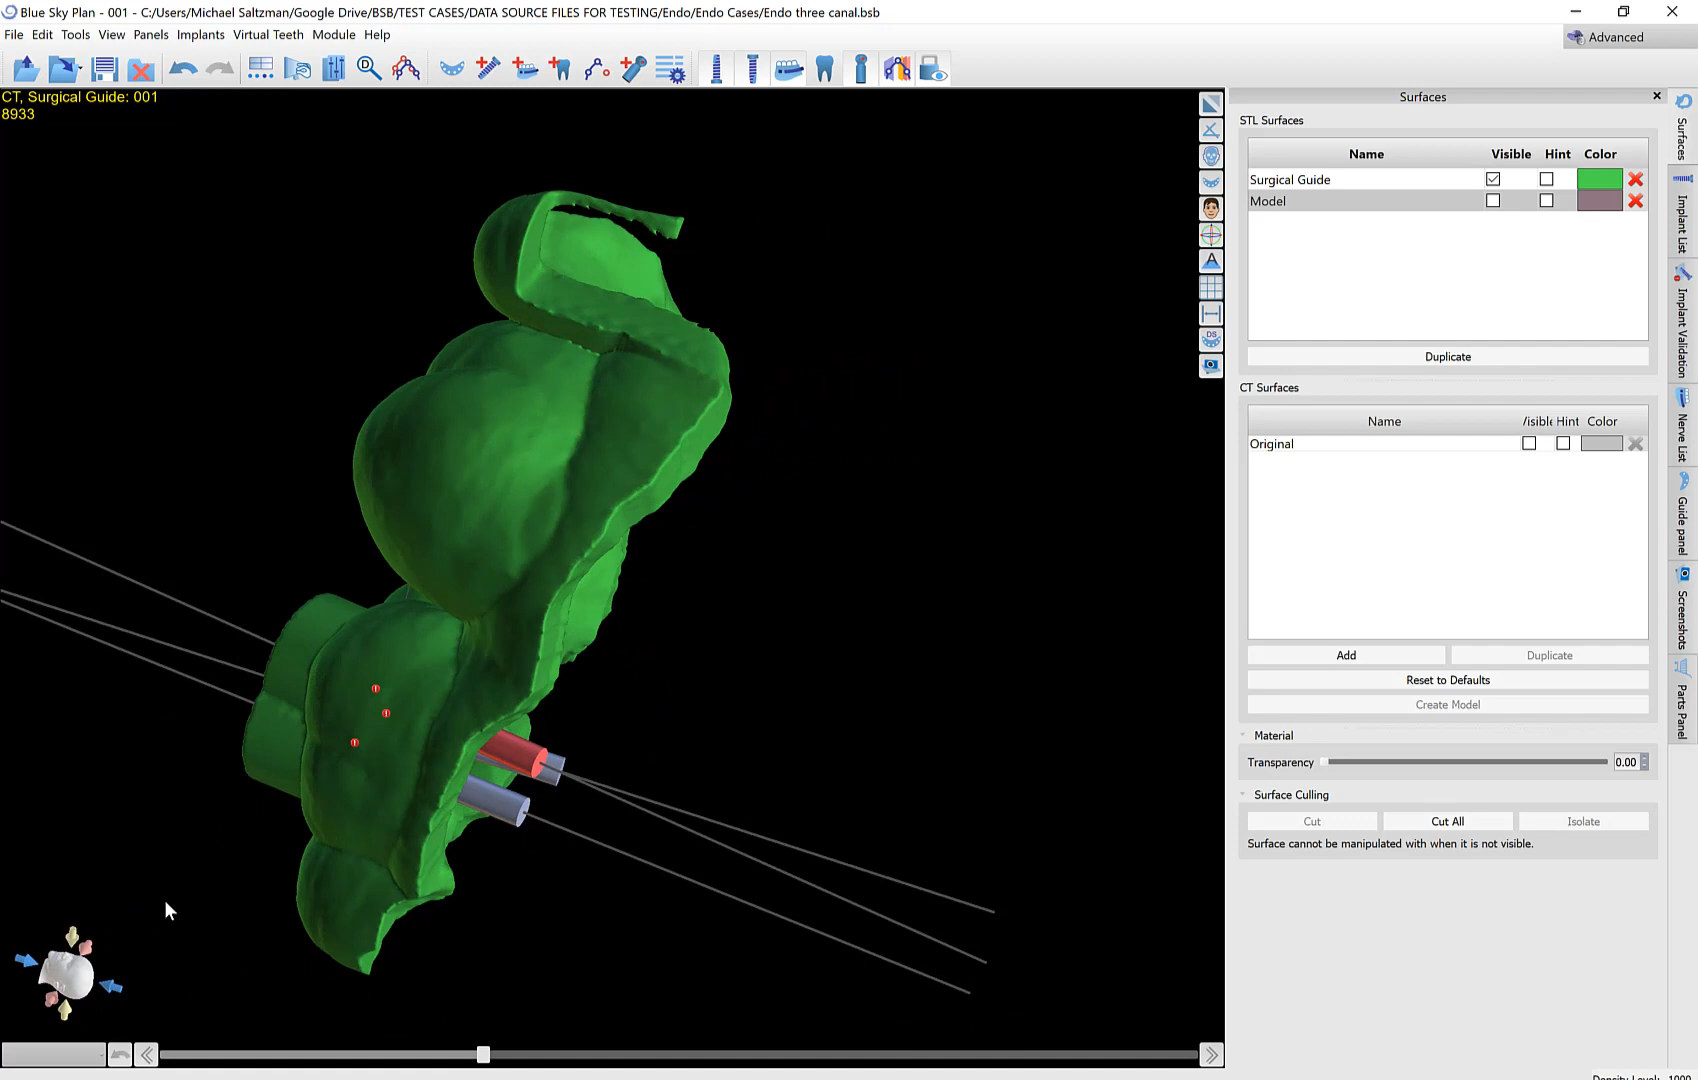 Blue Sky Plan - 001 - C:/Users/Michael Saltzman/Google Drive/BSB/TEST CASES/DATA SOURCE FILES FOR TESTING/Endo/Endo Cases/Endo three canal.bsb
File Edit Tools View Panels Implants Virtual Teeth Module Help
Advanced
CT, Surgical Guide: 001
8933
Surfaces
STL Surfaces
Name Visible Hint Color
Surgical Guide
Model
Duplicate
CT Surfaces
Name /isible Hint Color
Original
Add Duplicate
Reset to Defaults
Create Model
Material
Transparency 0.00
Surface Culling
Cut Cut All Isolate
Surface cannot be manipulated with when it is not visible.
Surfaces
Implant List
Implant Validation
Nerve List
Guide panel
Screenshots
Parts Panel
D
A
DS